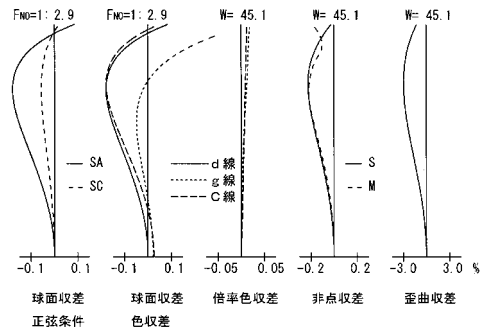 FNO=1: 2.9
FNO=1: 2.9
W= 45.1
W= 45.1
W= 45.1
SA
SC
d線
g線
C線
S
M
-0.1 0.1
-0.1 0.1
-0.05 0.05
-0.2 0.2
-3.0 3.0 %
球面収差
正弦条件
球面収差
色収差
倍率色収差
非点収差
歪曲収差